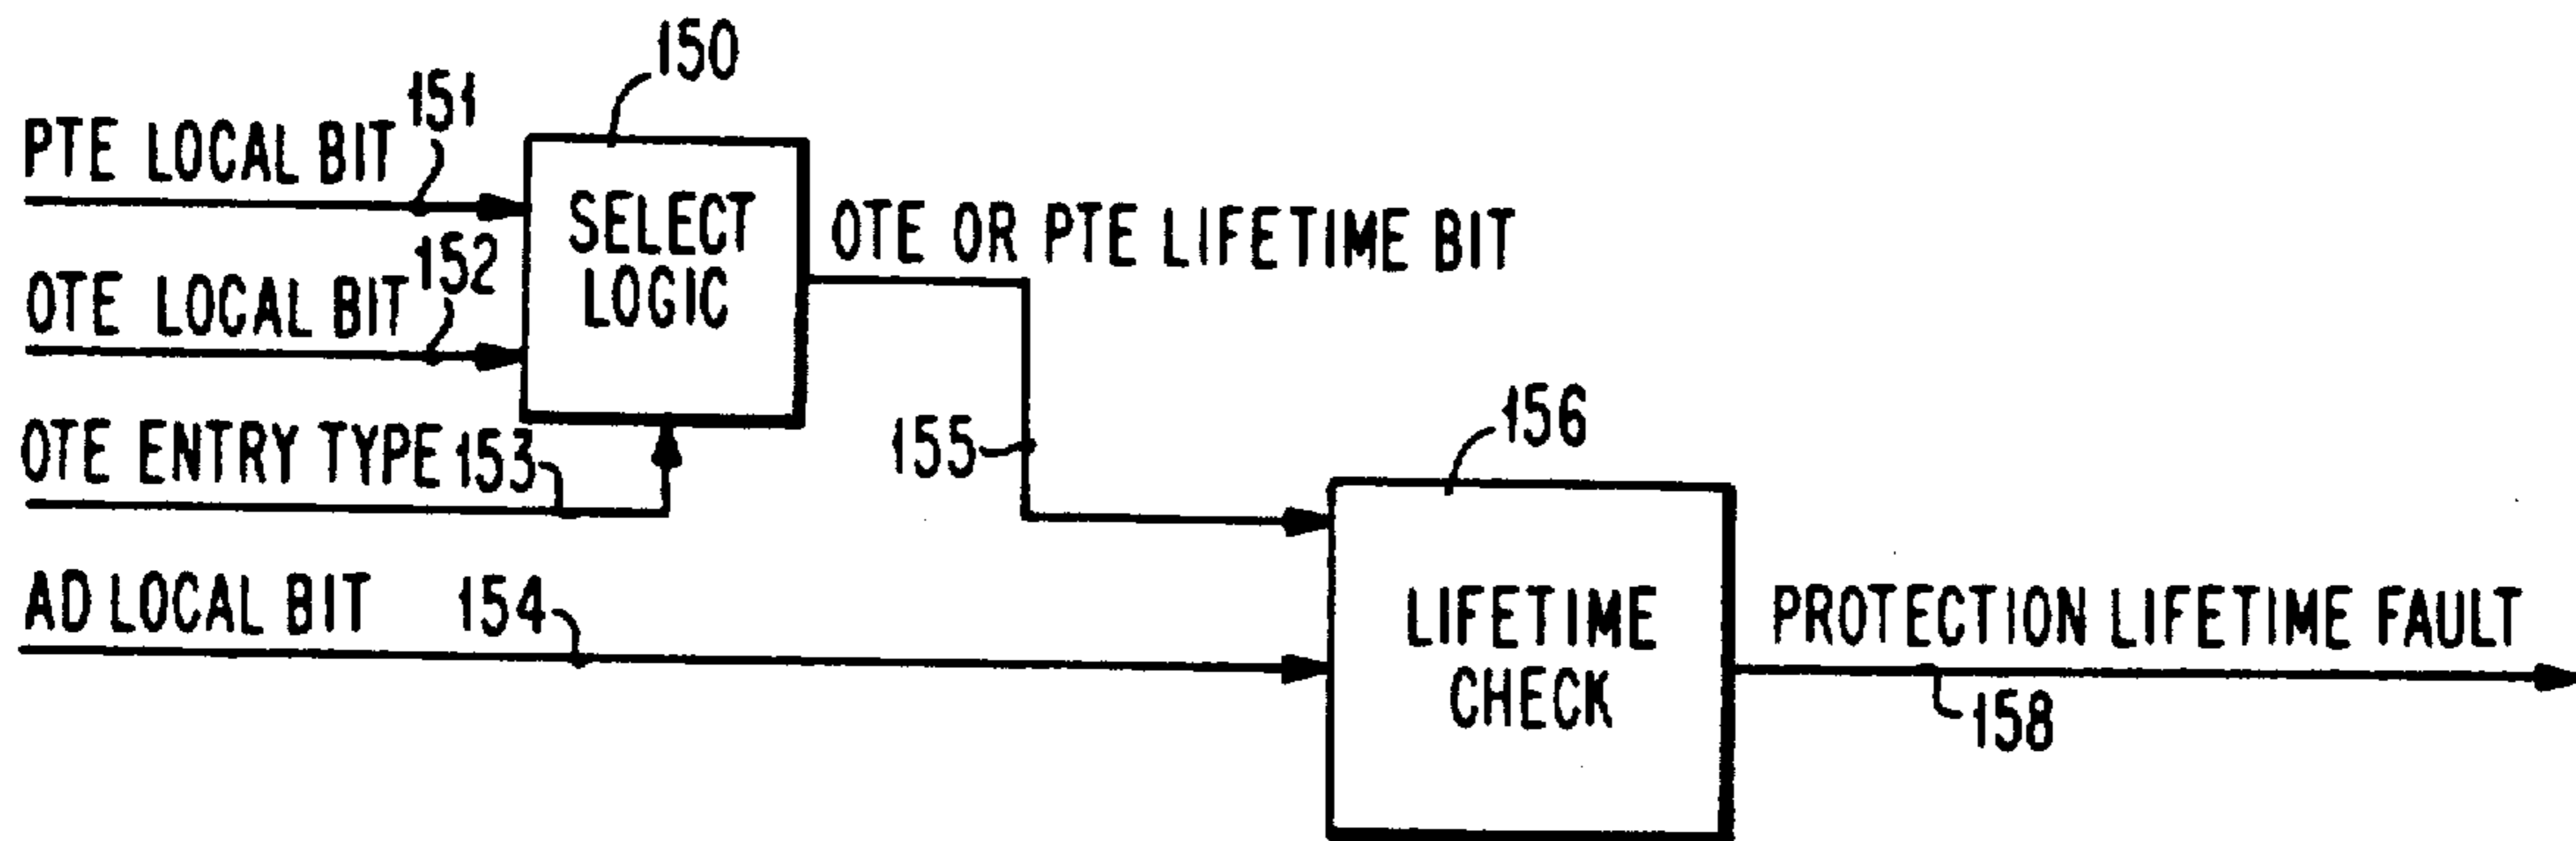 150
PTE LOCAL BIT 151
SELECT LOGIC
OTE LOCAL BIT 152
OTE OR PTE LIFETIME BIT
OTE ENTRY TYPE 153
155
156
AD LOCAL BIT 154
LIFETIME CHECK
PROTECTION LIFETIME FAULT
158